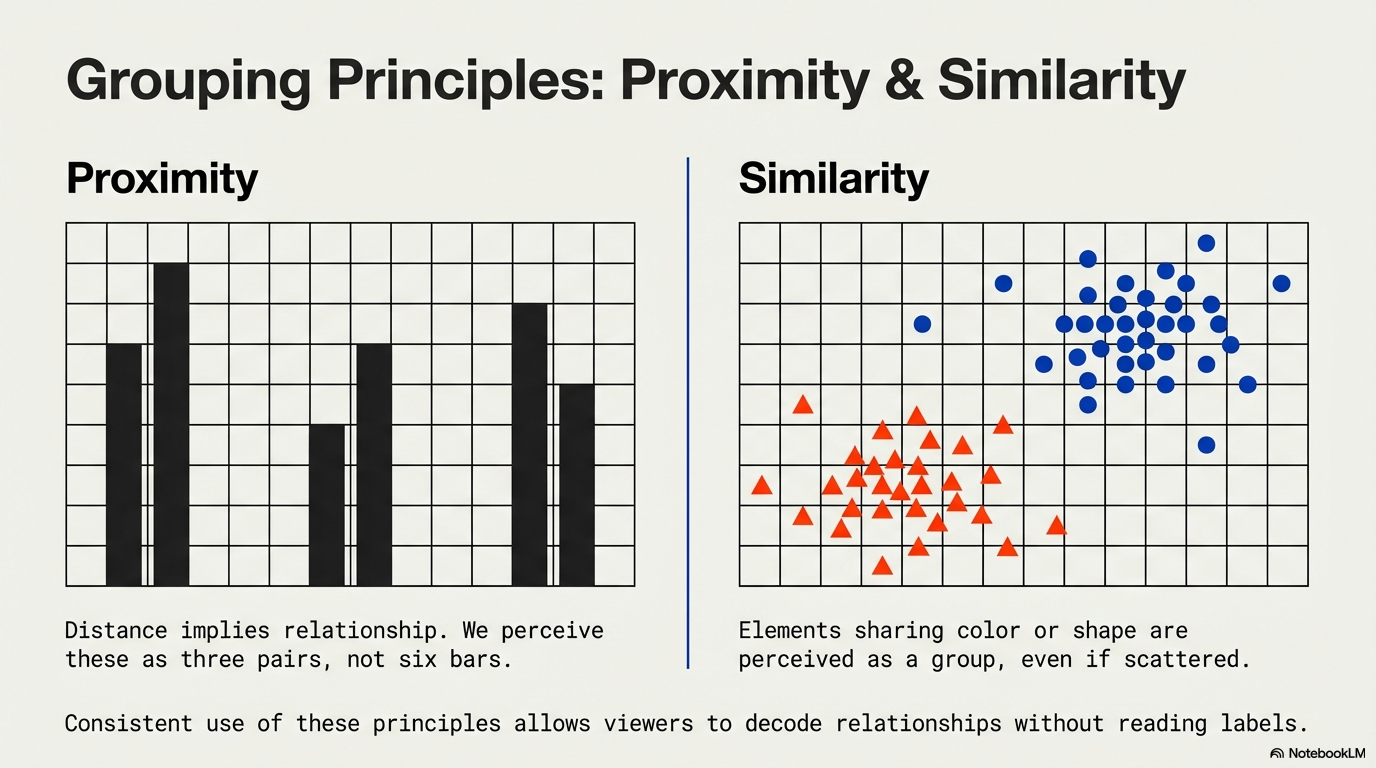 Grouping Principles: Proximity & Similarity
Proximity
Distance implies relationship. We perceive
these as three pairs, not six bars.
Similarity
Elements sharing color or shape are
perceived as a group, even if scattered.
Consistent use of these principles allows viewers to decode relationships without reading labels.
NotebookLM